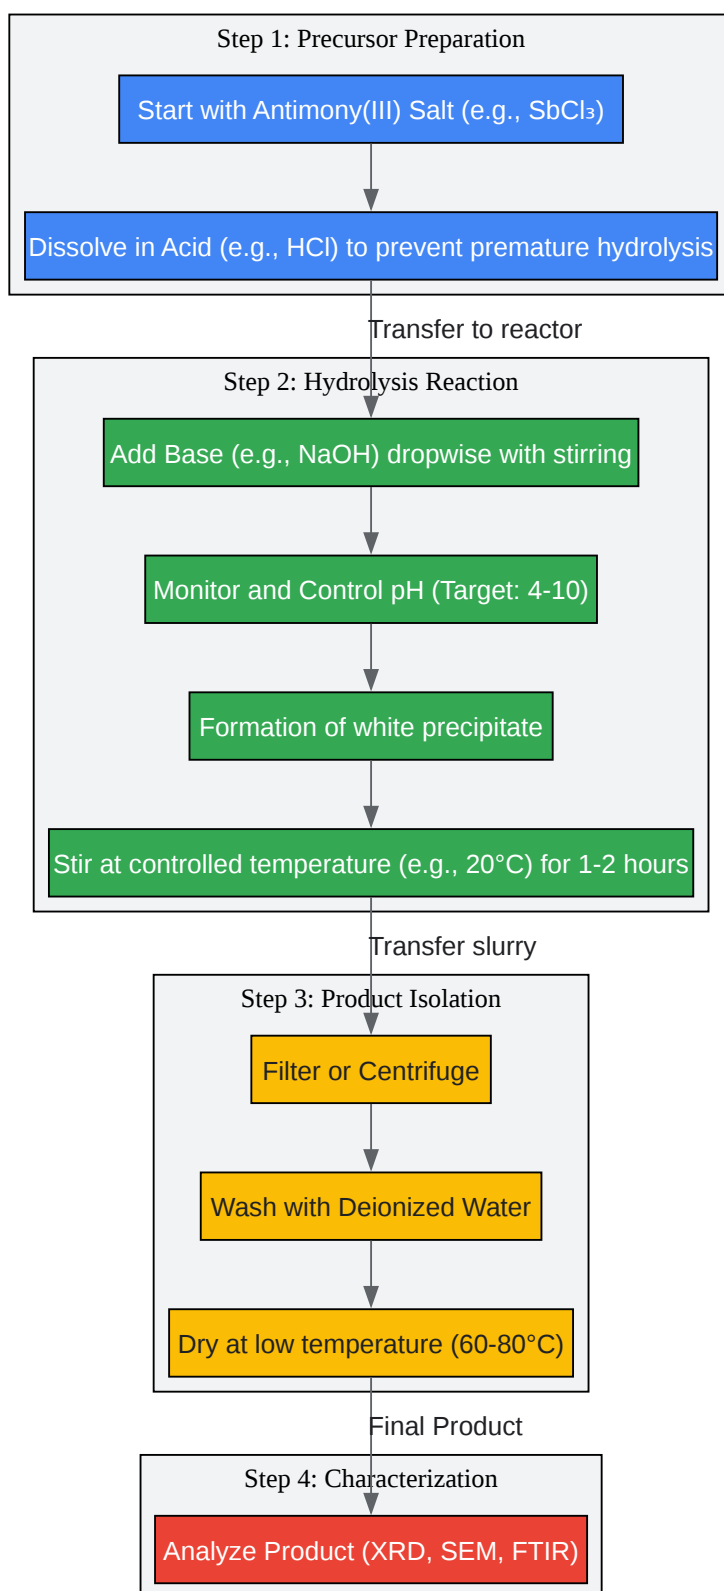 Step 1: Precursor Preparation
Start with Antimony(III) Salt (e.g., SbCl₃)
Dissolve in Acid (e.g., HCl) to prevent premature hydrolysis
Transfer to reactor
Step 2: Hydrolysis Reaction
Add Base (e.g., NaOH) dropwise with stirring
Monitor and Control pH (Target: 4-10)
Formation of white precipitate
Stir at controlled temperature (e.g., 20°C) for 1-2 hours
Transfer slurry
Step 3: Product Isolation
Filter or Centrifuge
Wash with Deionized Water
Dry at low temperature (60-80°C)
Final Product
Step 4: Characterization
Analyze Product (XRD, SEM, FTIR)